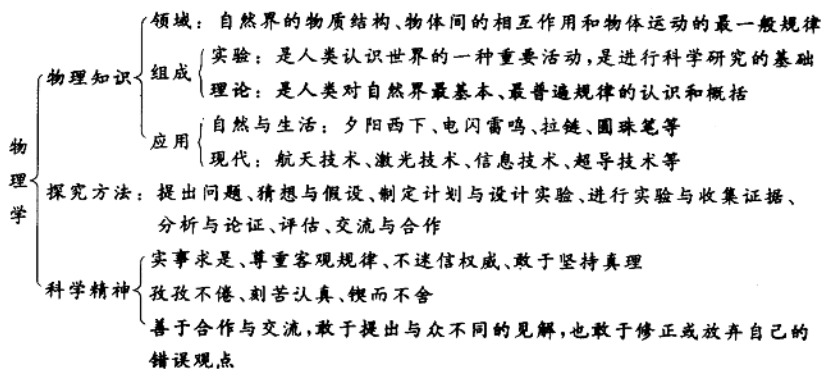 物理学
物理知识
领域：自然界的物质结构、物体间的相互作用和物体运动的最一般规律
组成
实验：是人类认识世界的一种重要活动，是进行科学研究的基础
理论：是人类对自然界最基本、最普遍规律的认识和概括
应用
自然与生活：夕阳西下、电闪雷鸣、拉链、圆珠笔等
现代：航天技术、激光技术、信息技术、超导技术等
探究方法：提出问题、猜想与假设、制定计划与设计实验、进行实验与收集证据、
分析与论证、评估、交流与合作
科学精神
实事求是、尊重客观规律、不迷信权威、敢于坚持真理
孜孜不倦、刻苦认真、锲而不舍
善于合作与交流，敢于提出与众不同的见解，也敢于修正或放弃自己的
错误观点